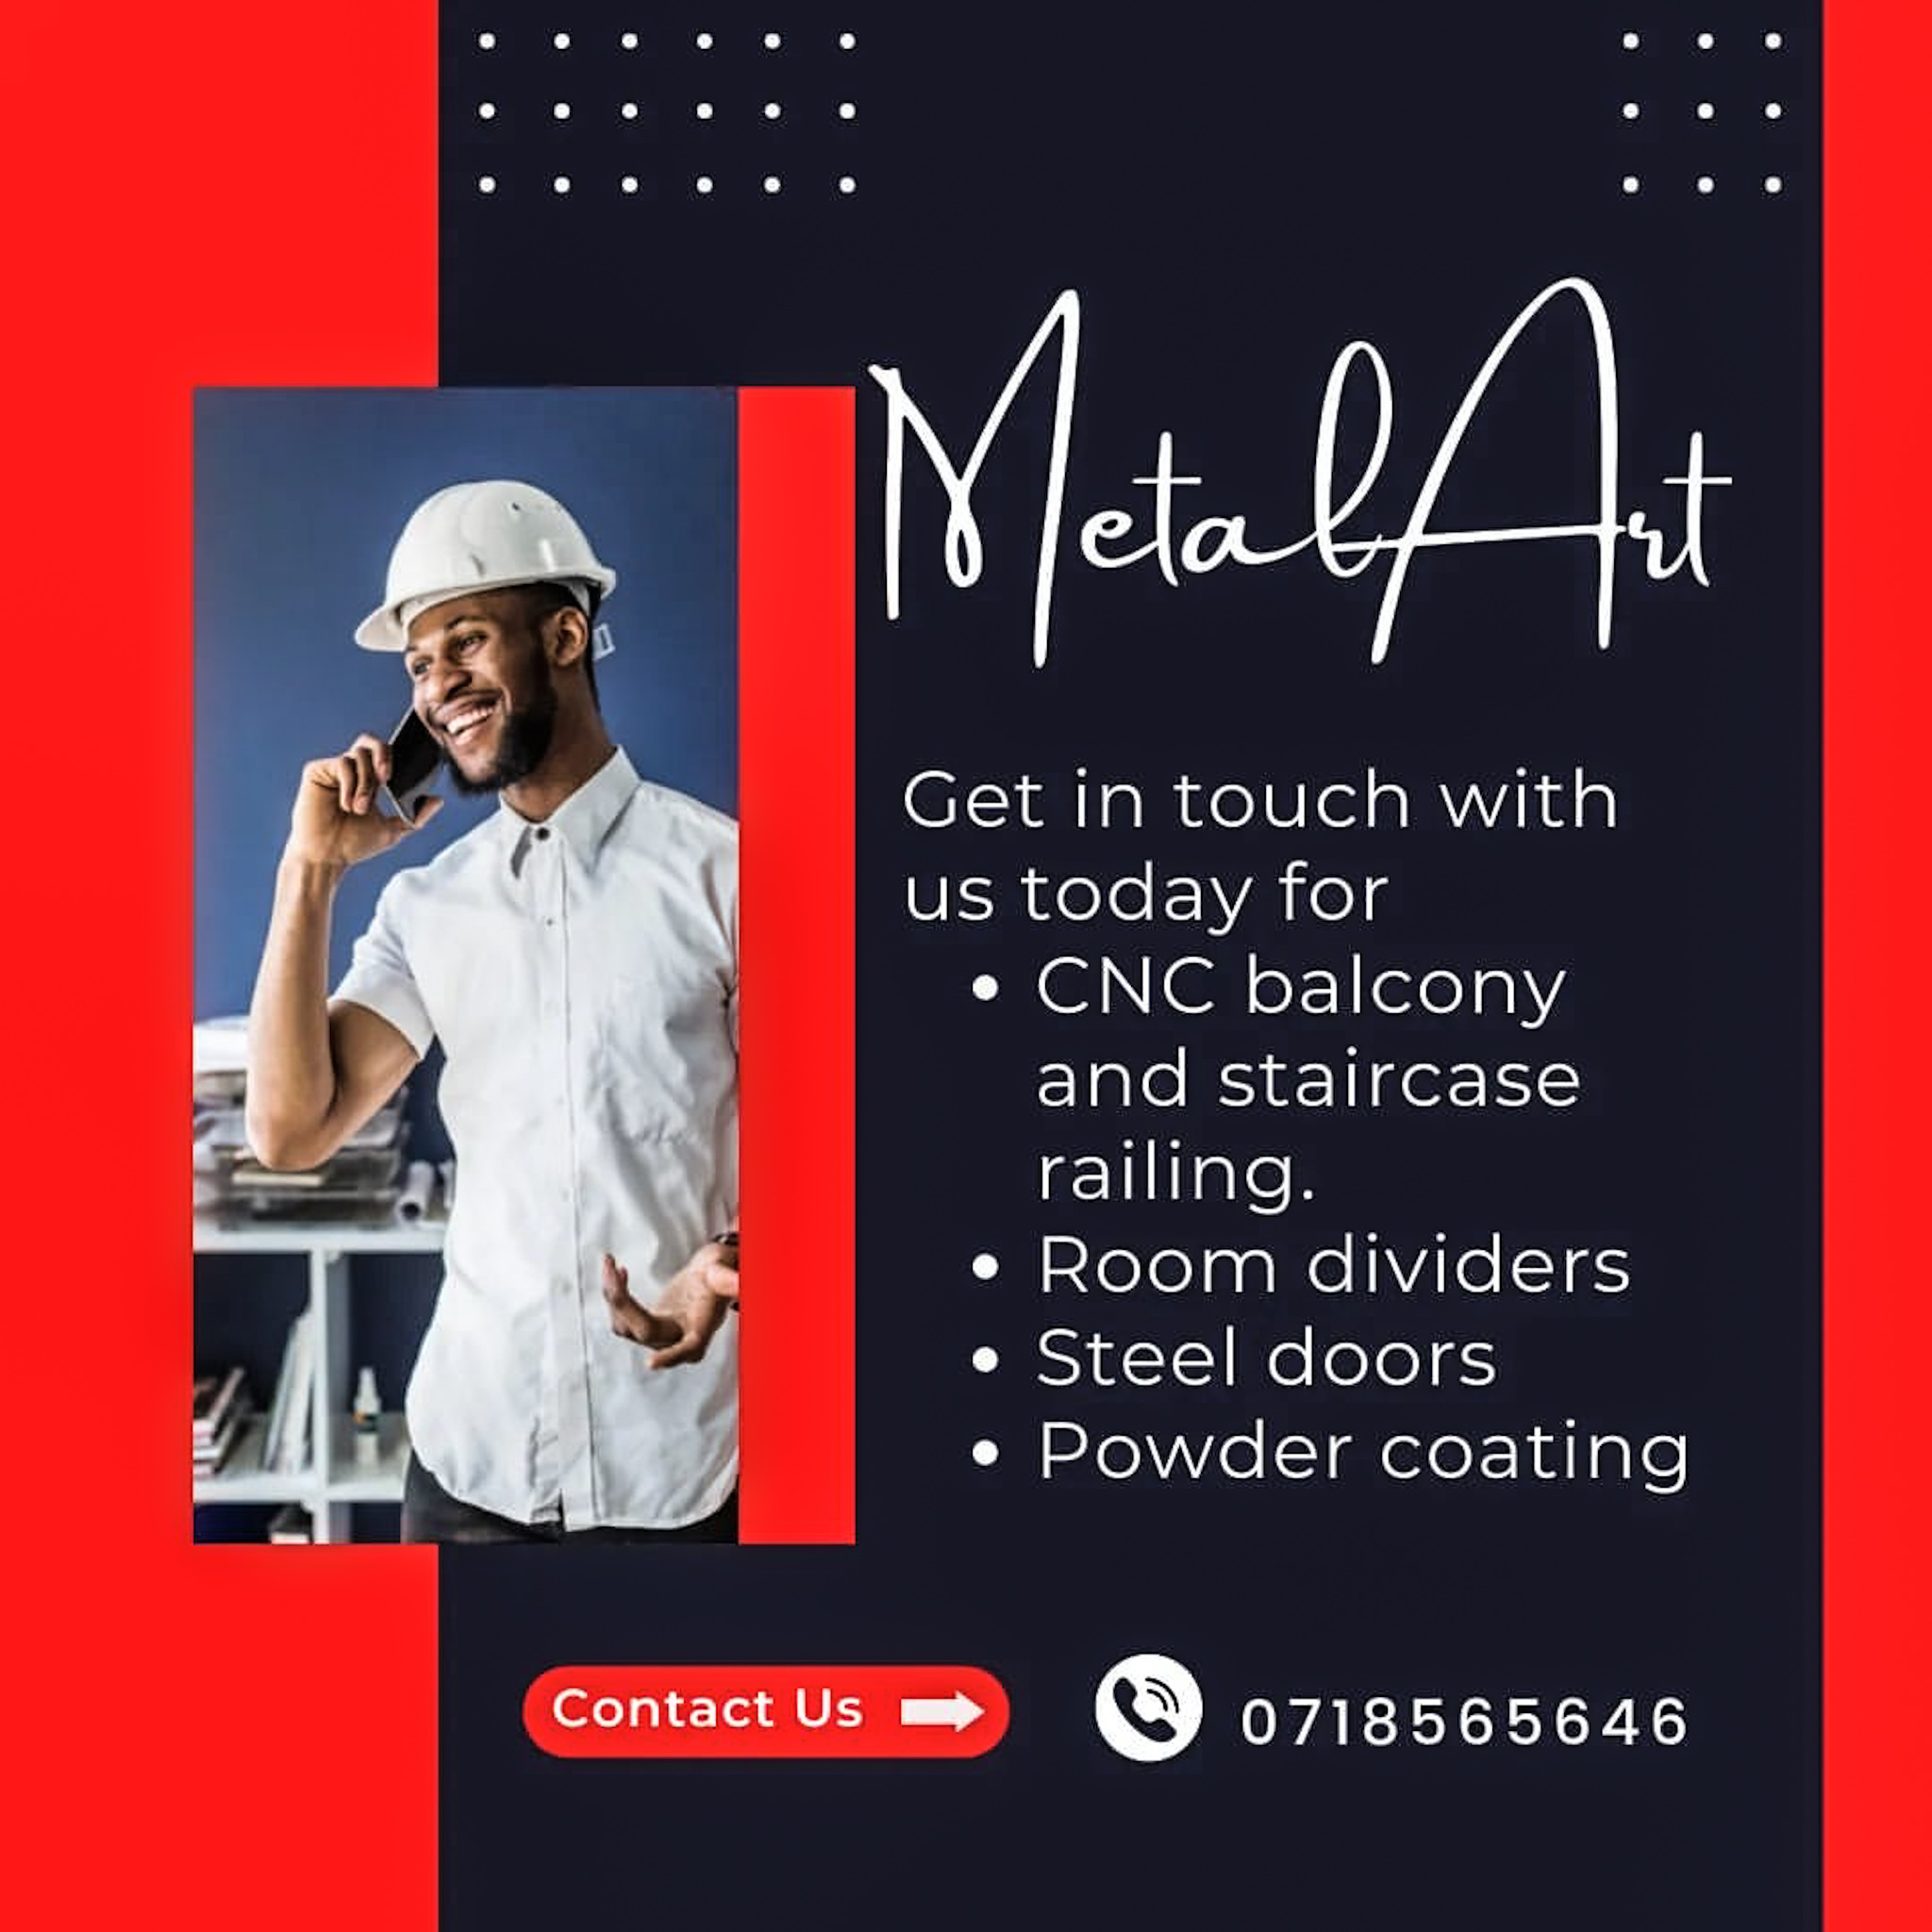 MetalArt
Get in touch with
us today for
• CNC balcony
and staircase
railing.
• Room dividers
• Steel doors
• Powder coating
Contact Us
0718565646